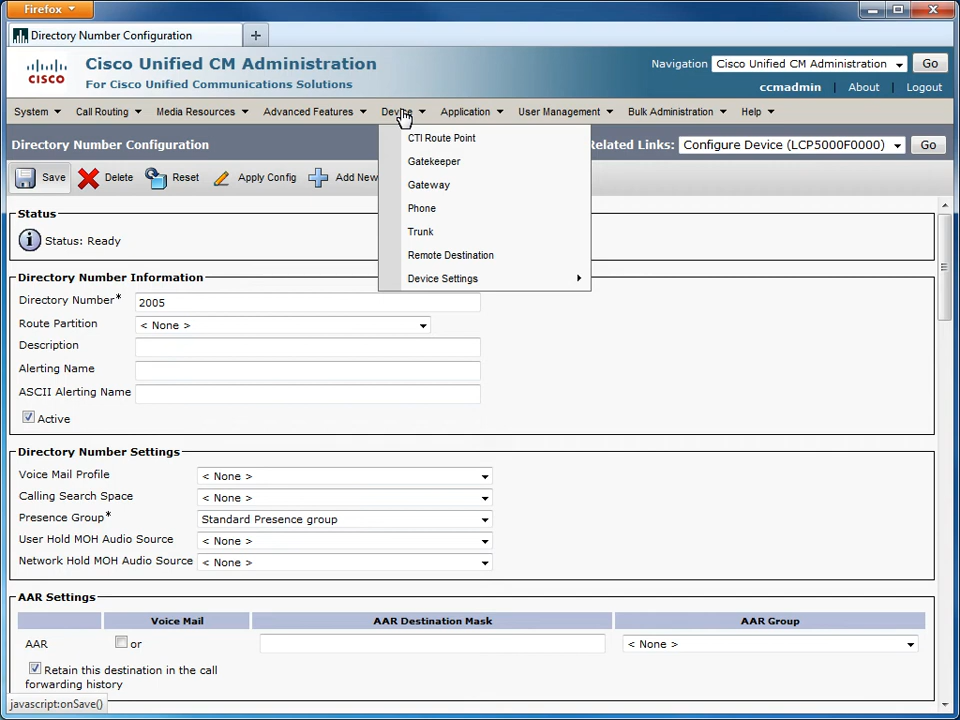 Firefox
Directory Number Configuration
CISCO
Cisco Unified CM Administration
For Cisco Unified Communications Solutions
Navigation Cisco Unified CM Administration Go
ccmadmin About Logout
System Call Routing Media Resources Advanced Features Device Application User Management Bulk Administration Help
Directory Number Configuration
Related Links: Configure Device (LCP5000F0000) Go
Save Delete Reset Apply Config Add New
CTI Route Point
Gatekeeper
Gateway
Phone
Trunk
Remote Destination
Device Settings
Status
Status: Ready
Directory Number Information
Directory Number* 2005
Route Partition < None >
Description
Alerting Name
ASCII Alerting Name
Active
Directory Number Settings
Voice Mail Profile < None >
Calling Search Space < None >
Presence Group* Standard Presence group
User Hold MOH Audio Source < None >
Network Hold MOH Audio Source < None >
AAR Settings
Voice Mail AAR Destination Mask AAR Group
AAR or < None >
Retain this destination in the call
forwarding history
javascript:onSave()